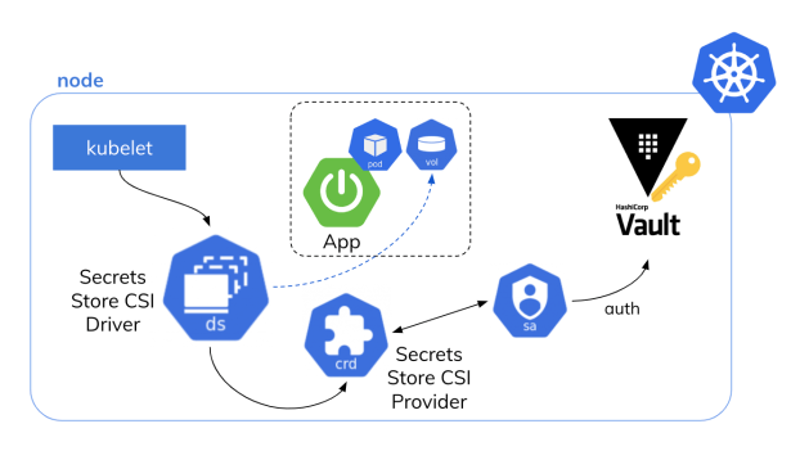 node
kubelet
pod
vol
App
HashiCorp
Vault
Secrets
Store CSI
Driver
ds
sa
auth
crd
Secrets
Store CSI
Provider